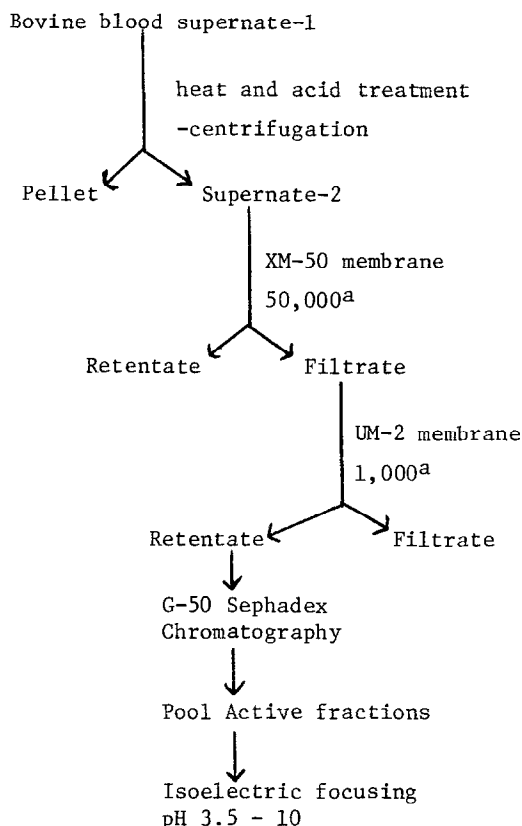 Bovine blood supernate-1
heat and acid treatment
-centrifugation
Pellet
Supernate-2
XM-50 membrane
50,000a
Retentate
Filtrate
UM-2 membrane
1,000a
Retentate
Filtrate
G-50 Sephadex
Chromatography
Pool Active fractions
Isoelectric focusing
pH 3.5 - 10